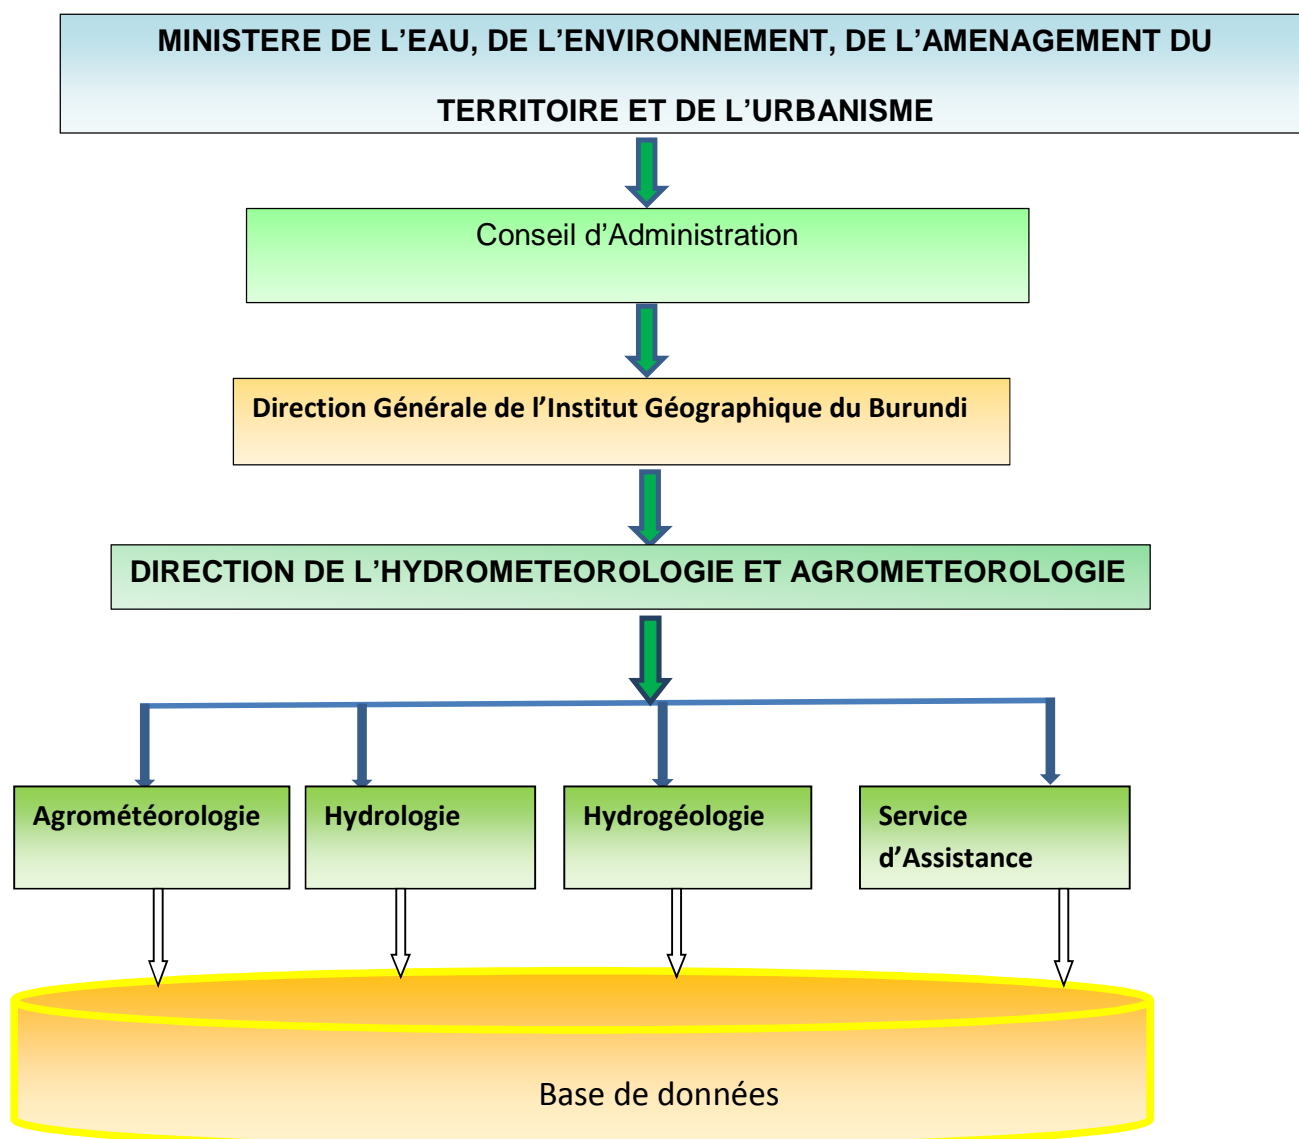 MINISTERE DE L’EAU, DE L’ENVIRONNEMENT, DE L’AMENAGEMENT DU
TERRITOIRE ET DE L’URBANISME
Conseil d’Administration
Direction Générale de l’Institut Géographique du Burundi
DIRECTION DE L’HYDROMETEOROLOGIE ET AGROMETEOROLOGIE
Agrométéorologie
Hydrologie
Hydrogéologie
Service
d’Assistance
Base de données